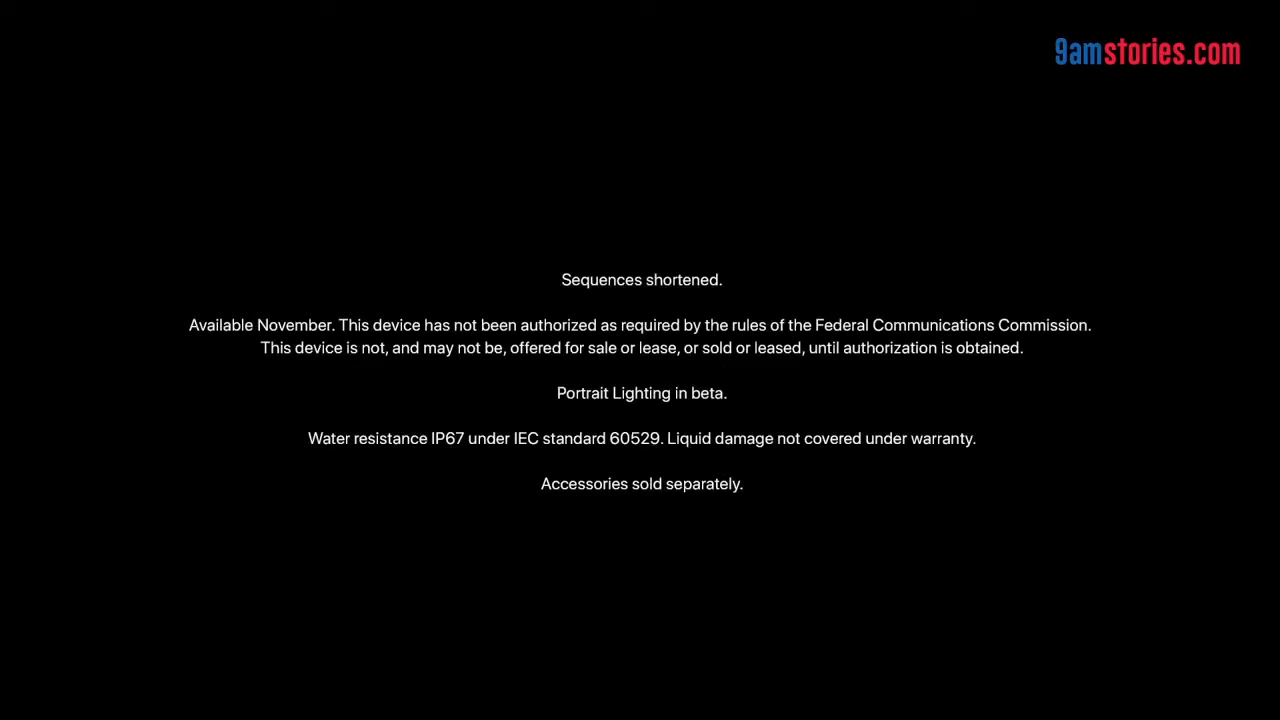 9amstories.com
Sequences shortened.
Available November. This device has not been authorized as required by the rules of the Federal Communications Commission.
This device is not, and may not be, offered for sale or lease, or sold or leased, until authorization is obtained.
Portrait Lighting in beta.
Water resistance IP67 under IEC standard 60529. Liquid damage not covered under warranty.
Accessories sold separately.